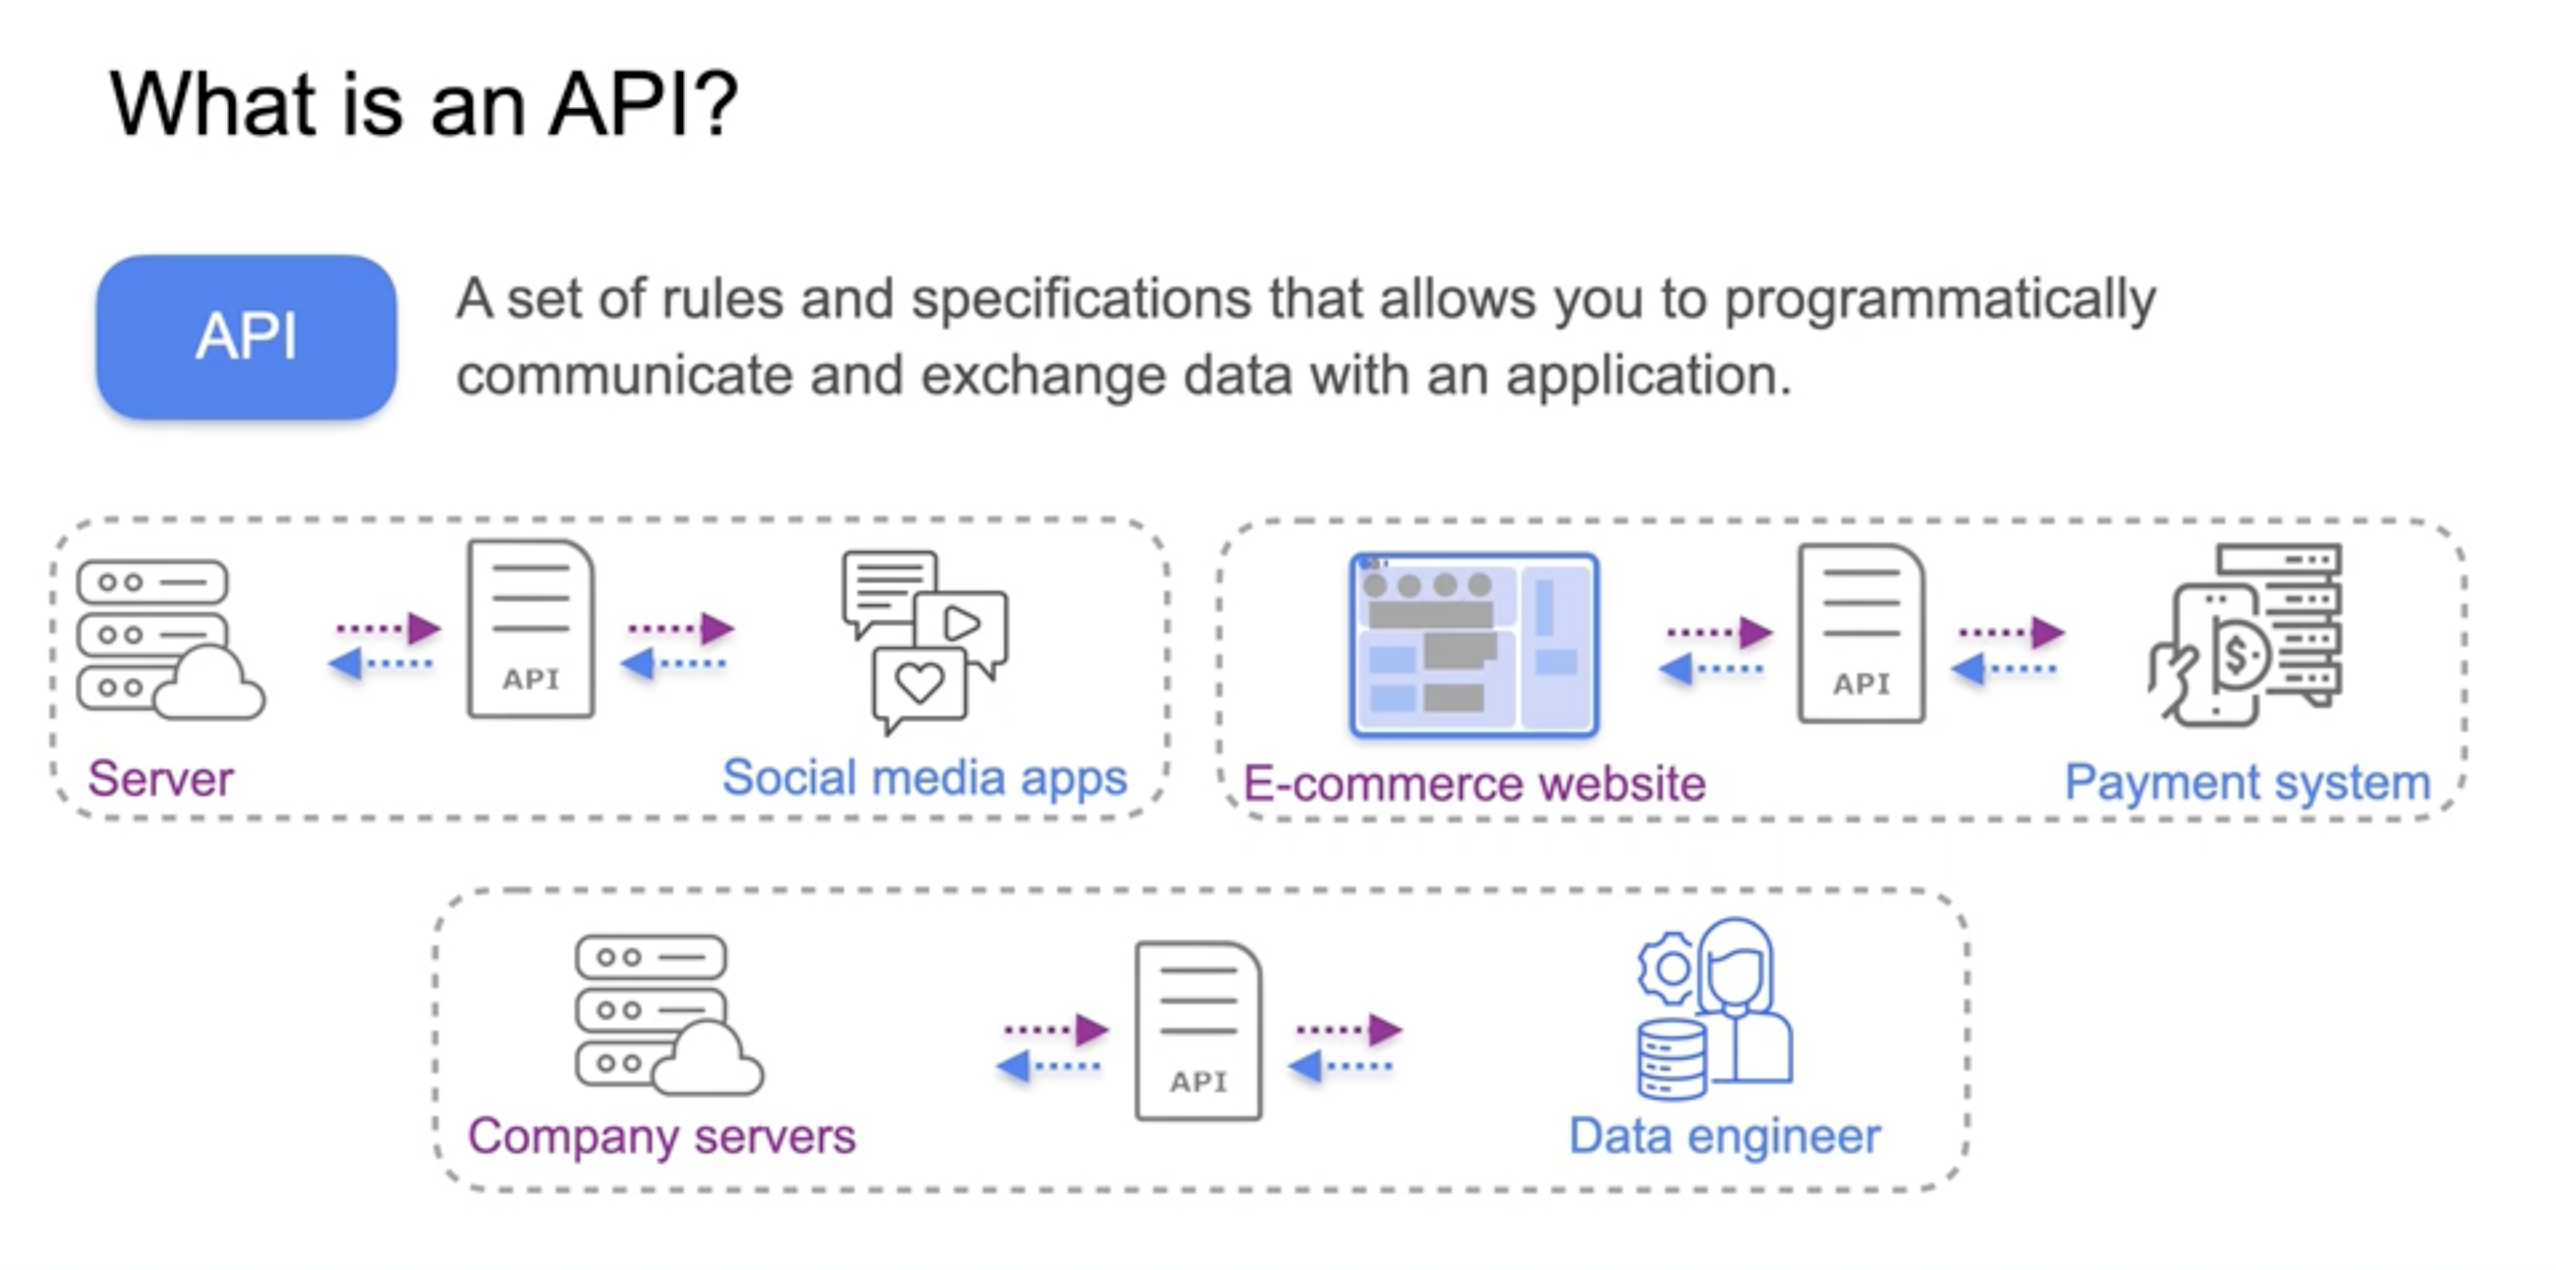 What is an API?
API
A set of rules and specifications that allows you to programmatically
communicate and exchange data with an application.
API
Server
Social media apps
API
E-commerce website
Payment system
API
Company servers
Data engineer